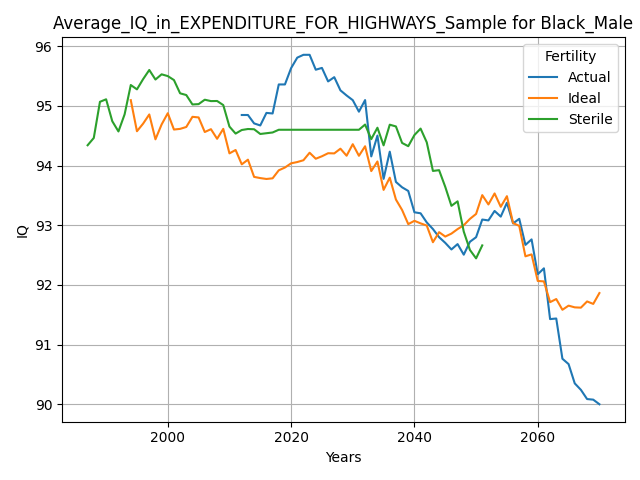 Average_IQ_in_EXPENDITURE_FOR_HIGHWAYS_Sample for Black_Male
Fertility
Actual
Ideal
Sterile
96
95
94
93
92
91
90
IQ
2000 2020 2040 2060
Years